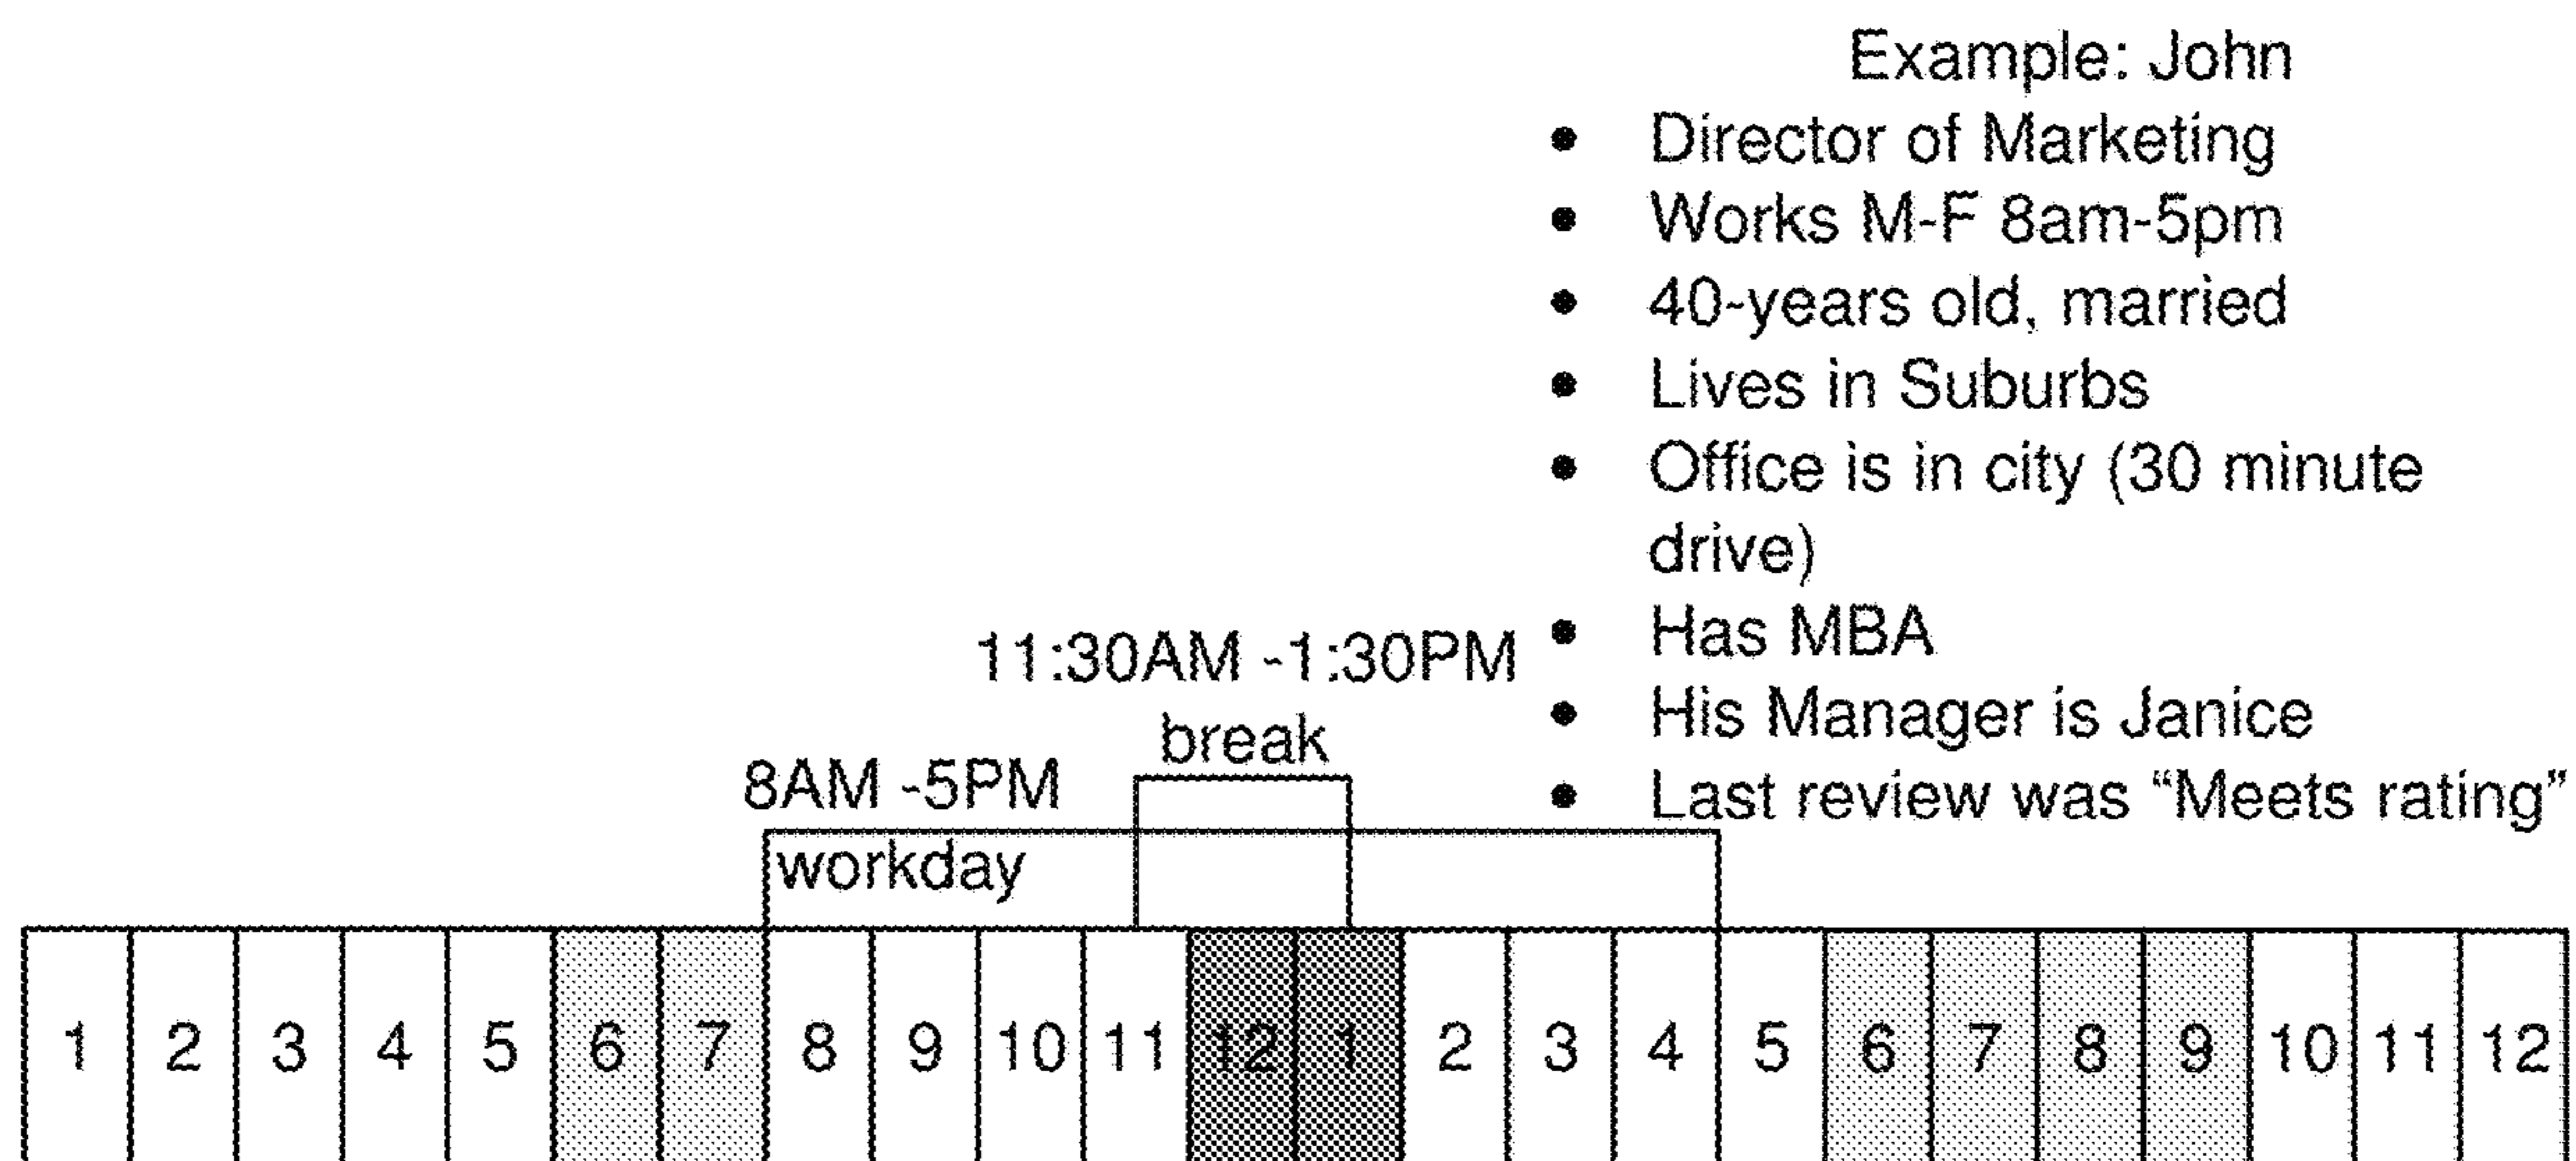 Example: John
• Director of Marketing
• Works M-F 8am-5pm
• 40-years old, married
• Lives in Suburbs
• Office is in city (30 minute
drive)
• Has MBA
• His Manager is Janice
• Last review was “Meets rating”
11:30AM -1:30PM
break
8AM -5PM
workday
1 2 3 4 5 6 7 8 9 10 11 12 1 2 3 4 5 6 7 8 9 10 11 12